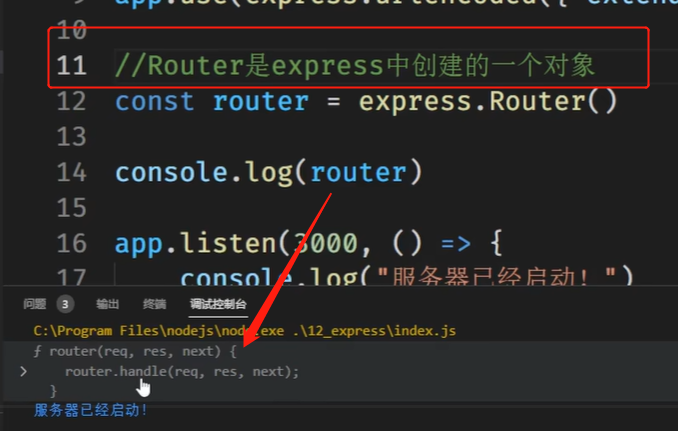 app.use(express.urlencoded({ exten
10
11 //Router是express中创建的一个对象
12 const router = express.Router()
13
14 console.log(router)
15
16 app.listen(3000, () => {
17 console.log("服务器已经启动!")
问题 3 输出 终端 调试控制台
C:\Program Files\nodejs\node.exe .\12_express\index.js
ƒ router(req, res, next) {
> router.handle(req, res, next);
}
服务器已经启动!